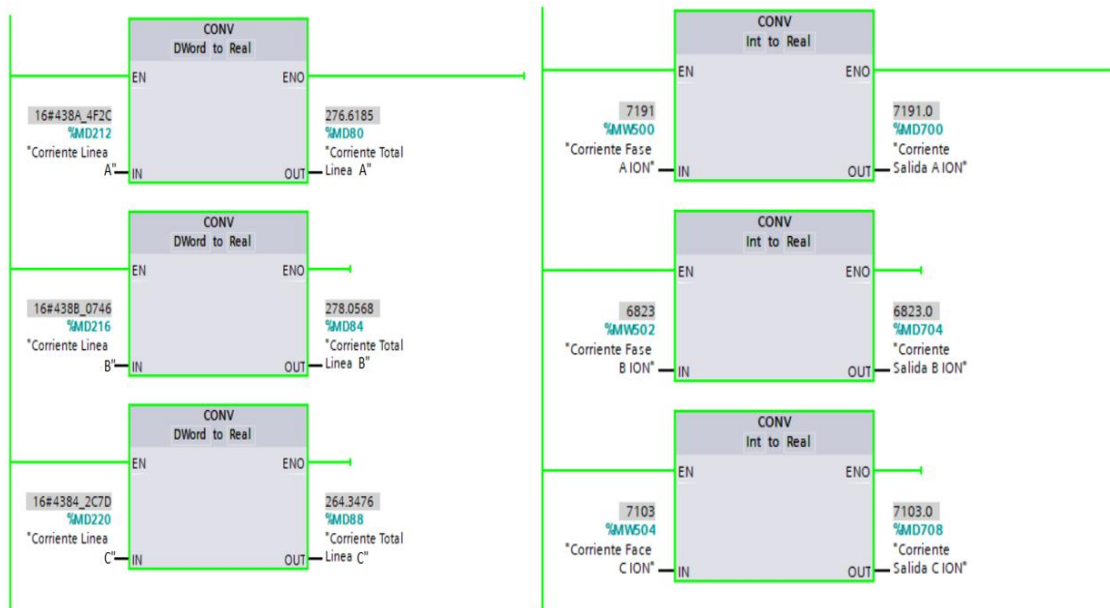 CONV
DWord to Real
EN
ENO
16#438A_4F2C
%MD212
"Corriente Linea
A"
IN
276.6185
%MD80
"Corriente Total
Linea A"
OUT
CONV
DWord to Real
EN
ENO
16#438B_0746
%MD216
"Corriente Linea
B"
IN
278.0568
%MD84
"Corriente Total
Linea B"
OUT
CONV
DWord to Real
EN
ENO
16#4384_2C7D
%MD220
"Corriente Linea
C"
IN
264.3476
%MD88
"Corriente Total
Linea C"
OUT
CONV
Int to Real
EN
ENO
7191
%MW500
"Corriente Fase
A ION"
IN
7191.0
%MD700
"Corriente
Salida A ION"
OUT
CONV
Int to Real
EN
ENO
6823
%MW502
"Corriente Fase
B ION"
IN
6823.0
%MD704
"Corriente
Salida B ION"
OUT
CONV
Int to Real
EN
ENO
7103
%MW504
"Corriente Face
C ION"
IN
7103.0
%MD708
"Corriente
Salida C ION"
OUT